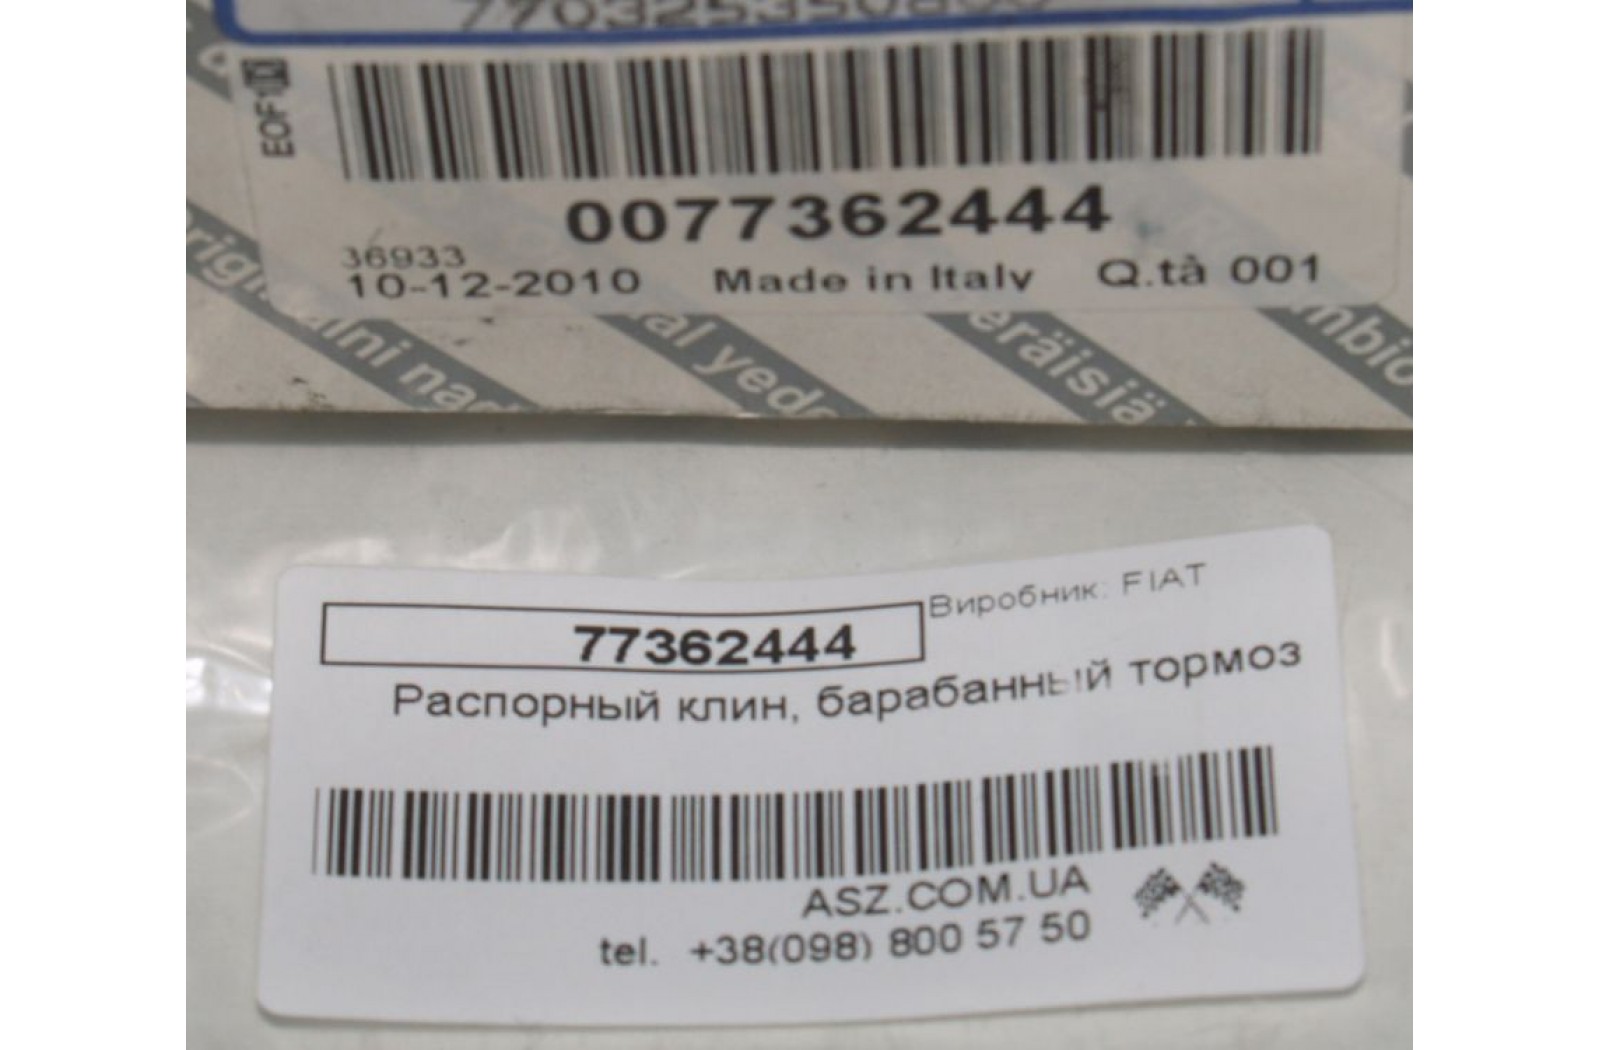 EOF
0077362444
36933
10-12-2010 Made in Italy Q.tà 001
77362444
Виробник: FIAT
Распорный клин, барабанный тормоз
ASZ.COM.UA
tel. +38(098) 800 57 50